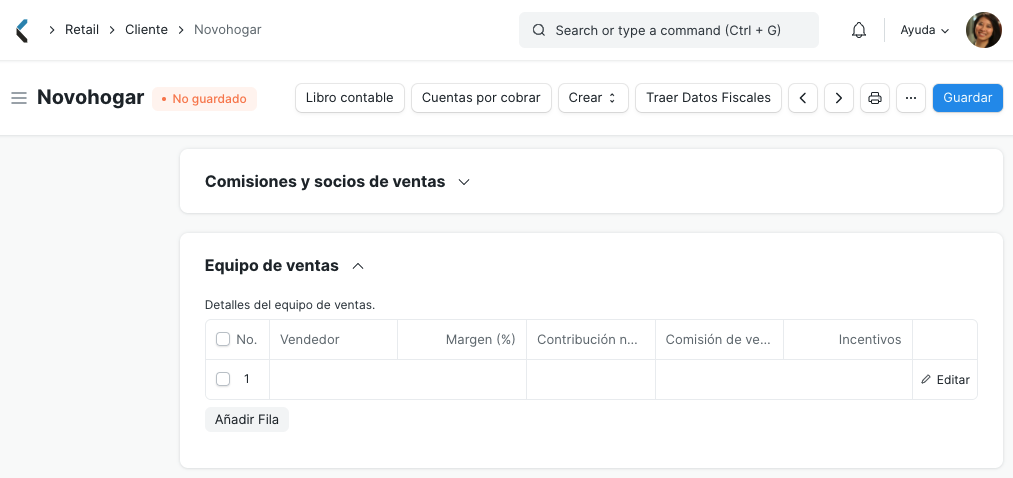 Retail
Cliente
Novohogar
Search or type a command (Ctrl + G)
Ayuda
Novohogar
No guardado
Libro contable
Cuentas por cobrar
Crear
Traer Datos Fiscales
Guardar
Comisiones y socios de ventas
Equipo de ventas
Detalles del equipo de ventas.
No. Vendedor Margen (%) Contribución n... Comisión de ve... Incentivos
1 Editar
Añadir Fila